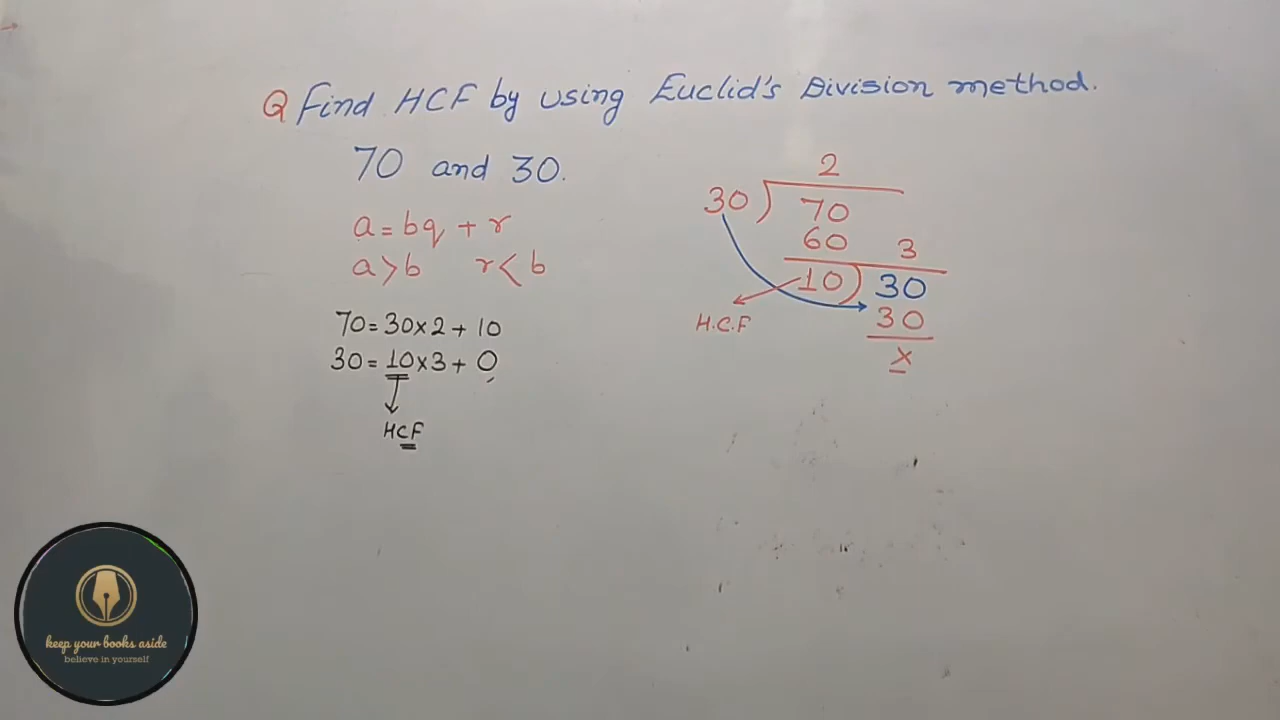 Q Find HCF by using Euclid's Division method.
70 and 30.
a = bq + r
a > b r < b
70 = 30 × 2 + 10
30 = 10 × 3 + 0
HCF
2
30 ) 70
60 3
10 ) 30
30
×
H.C.F
keep your books aside
believe in yourself